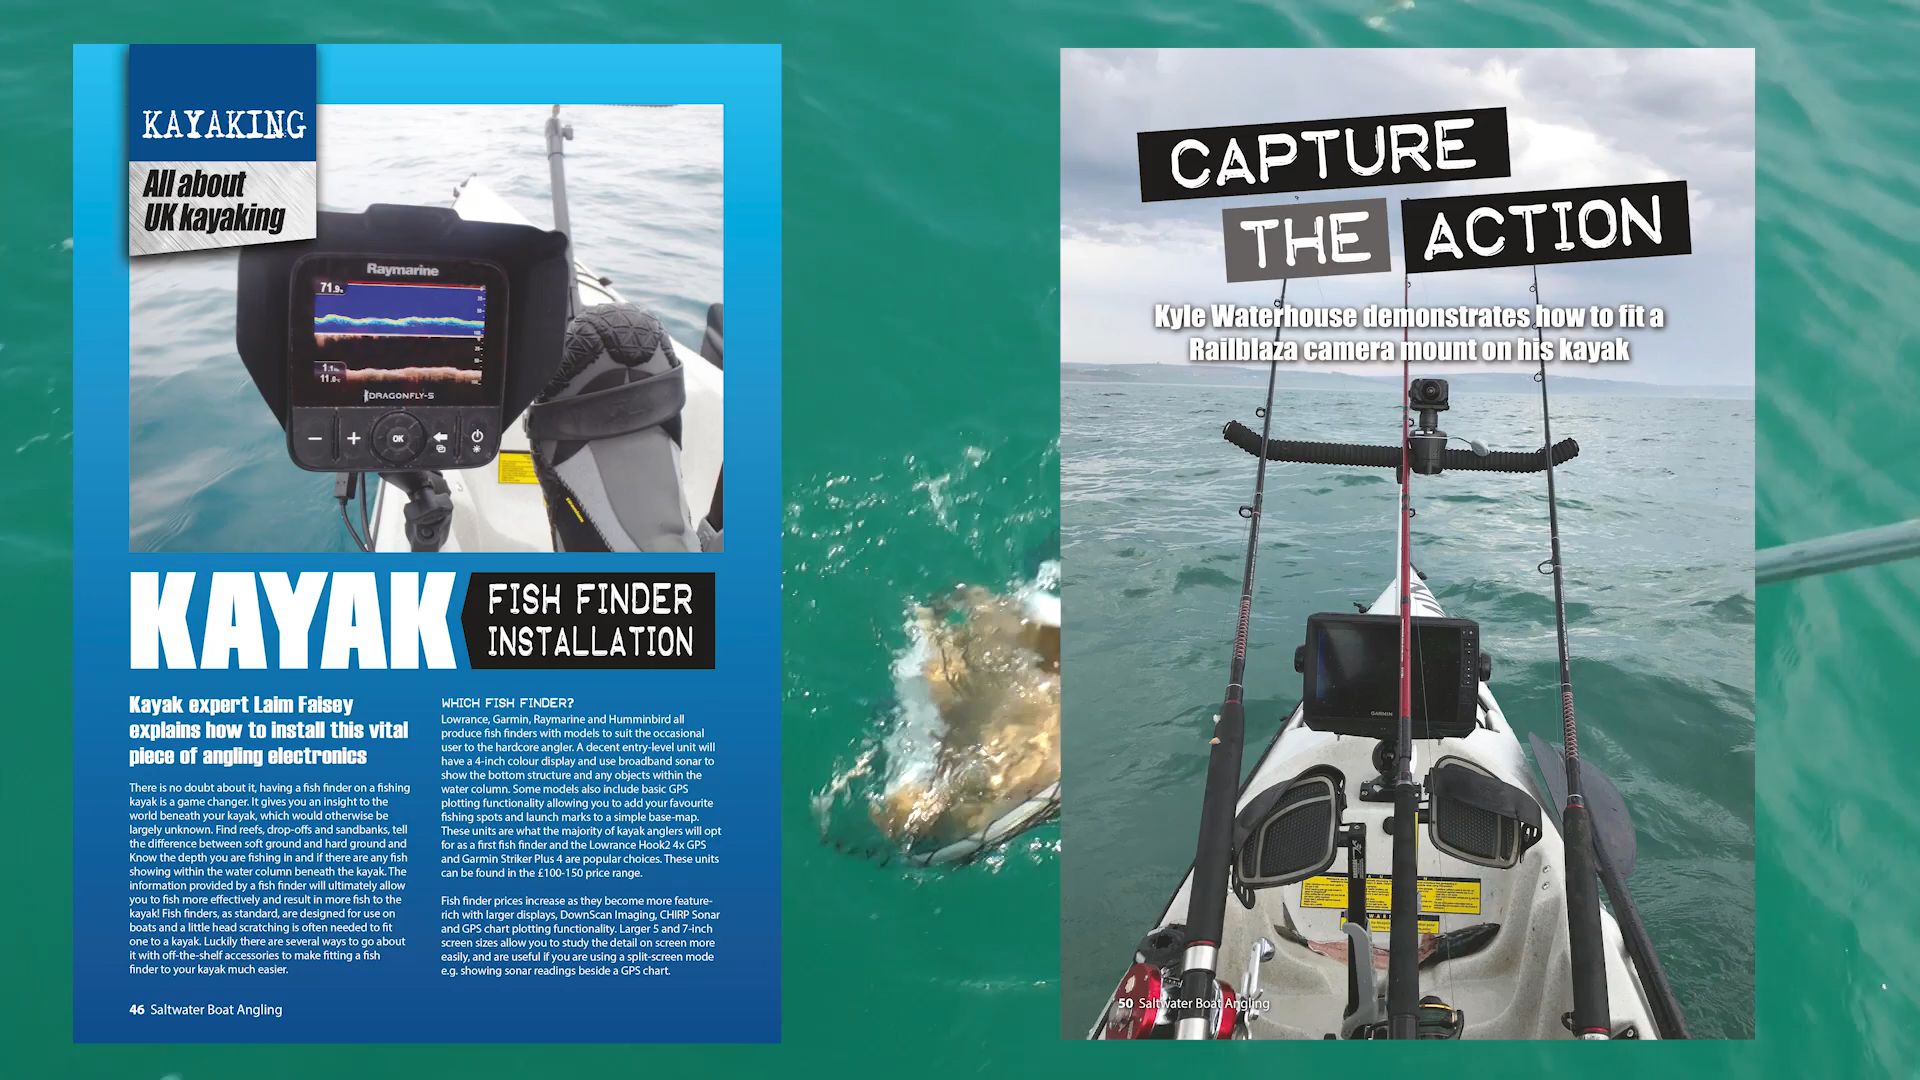 KAYAKING
All about
UK kayaking
Raymarine
71.9
1.1
11.8
DRAGONFLY-5
OK
KAYAK
FISH FINDER
INSTALLATION
Kayak expert Laim Faisey
explains how to install this vital
piece of angling electronics
There is no doubt about it, having a fish finder on a fishing
kayak is a game changer. It gives you an insight to the
world beneath your kayak, which would otherwise be
largely unknown. Find reefs, drop-offs and sandbanks, tell
the difference between soft ground and hard ground and
Know the depth you are fishing in and if there are any fish
showing within the water column beneath the kayak. The
information provided by a fish finder will ultimately allow
you to fish more effectively and result in more fish to the
kayak! Fish finders, as standard, are designed for use on
boats and a little head scratching is often needed to fit
one to a kayak. Luckily there are several ways to go about
it with off-the-shelf accessories to make fitting a fish
finder to your kayak much easier.
WHICH FISH FINDER?
Lowrance, Garmin, Raymarine and Humminbird all
produce fish finders with models to suit the occasional
user to the hardcore angler. A decent entry-level unit will
have a 4-inch colour display and use broadband sonar to
show the bottom structure and any objects within the
water column. Some models also include basic GPS
plotting functionality allowing you to add your favourite
fishing spots and launch marks to a simple base-map.
These units are what the majority of kayak anglers will opt
for as a first fish finder and the Lowrance Hook2 4x GPS
and Garmin Striker Plus 4 are popular choices. These units
can be found in the £100-150 price range.
Fish finder prices increase as they become more feature-
rich with larger displays, DownScan Imaging, CHIRP Sonar
and GPS chart plotting functionality. Larger 5 and 7-inch
screen sizes allow you to study the detail on screen more
easily, and are useful if you are using a split-screen mode
e.g. showing sonar readings beside a GPS chart.
46 Saltwater Boat Angling
CAPTURE
THE ACTION
Kyle Waterhouse demonstrates how to fit a
Railblaza camera mount on his kayak
GARMIN
50 Saltwater Boat Angling